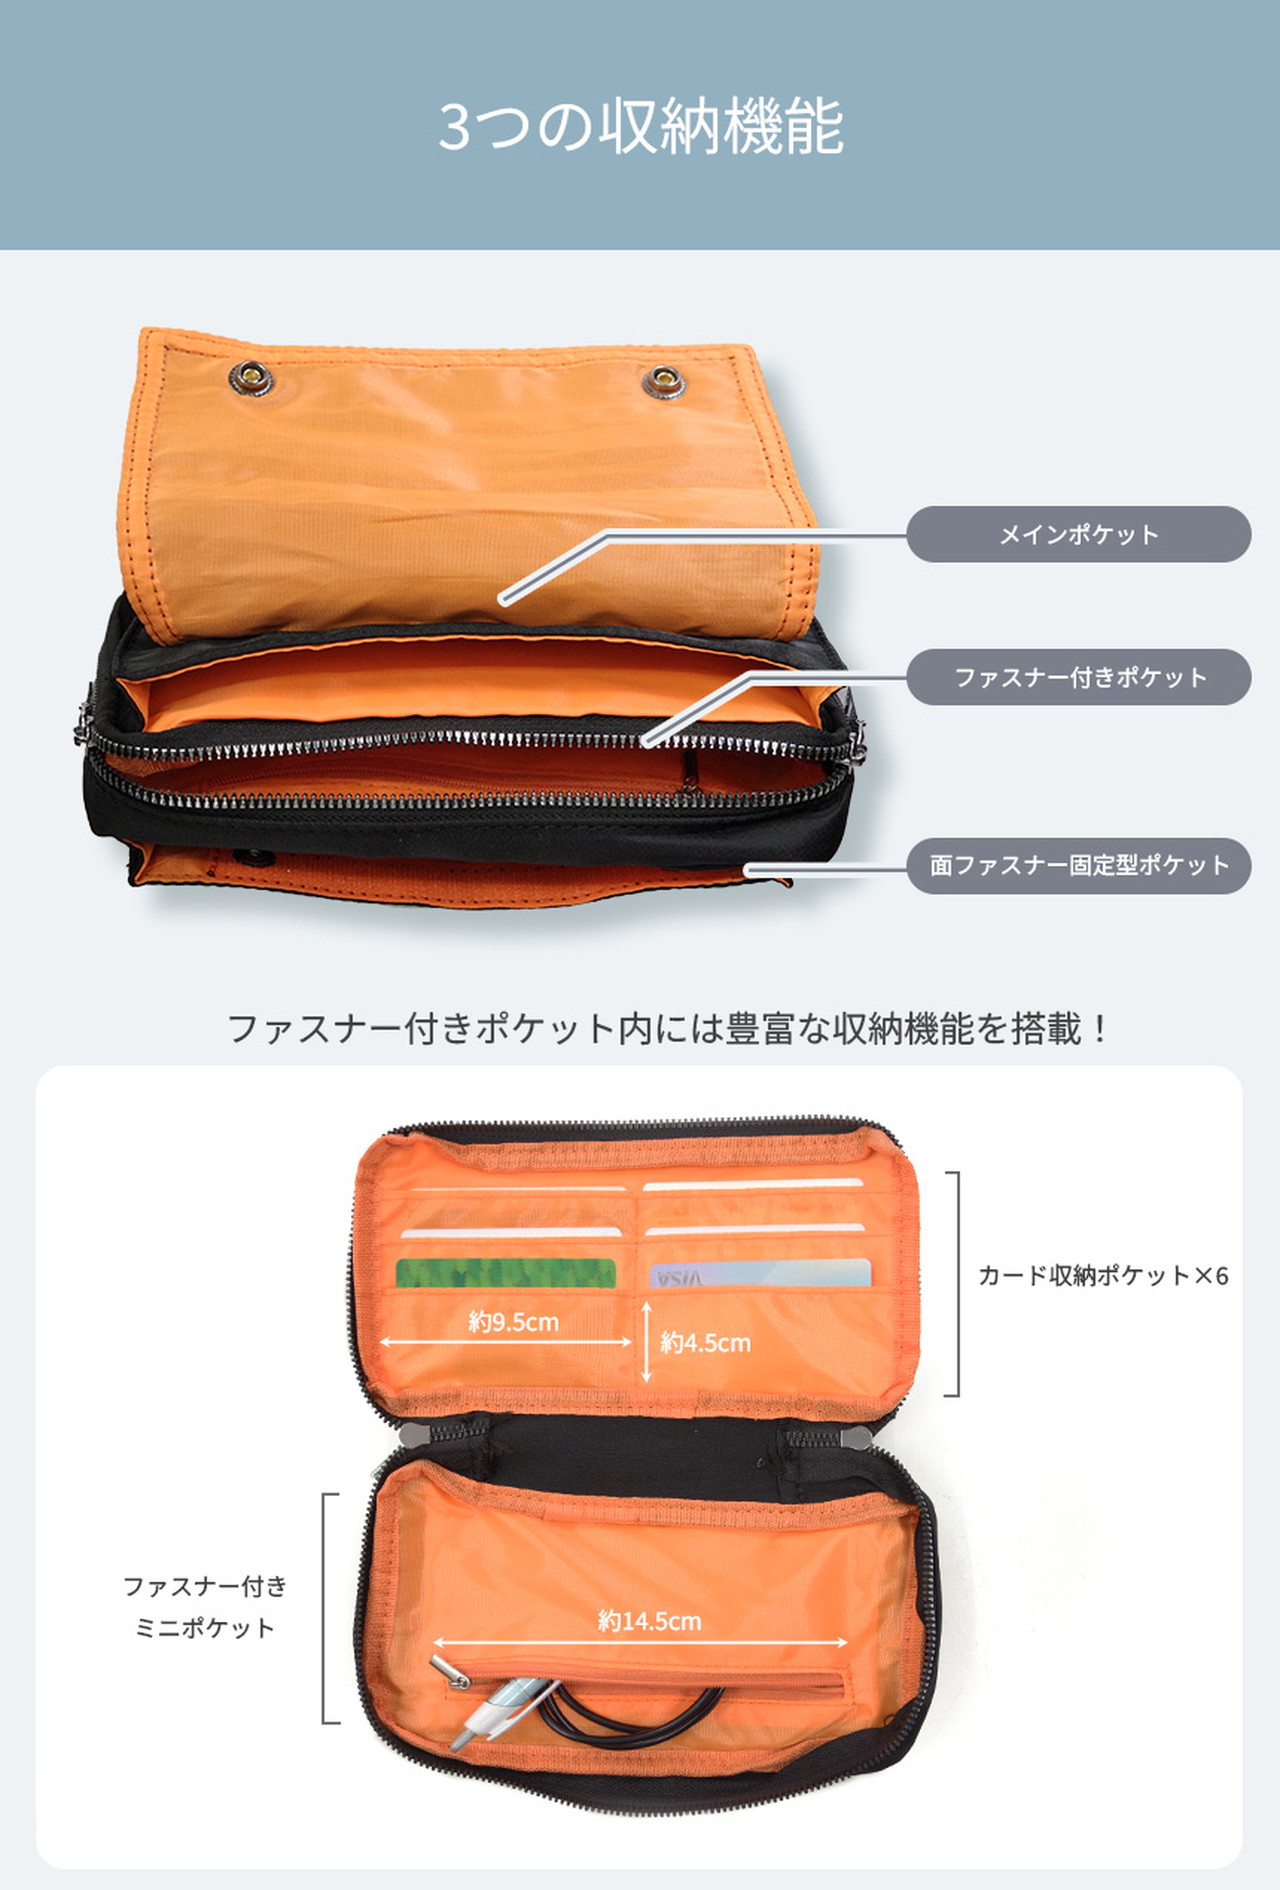 3つの収納機能
メインポケット
ファスナー付きポケット
面ファスナー固定型ポケット
ファスナー付きポケット内には豊富な収納機能を搭載！
VISA
カード収納ポケット×6
約9.5cm
約4.5cm
ファスナー付き
ミニポケット
約14.5cm